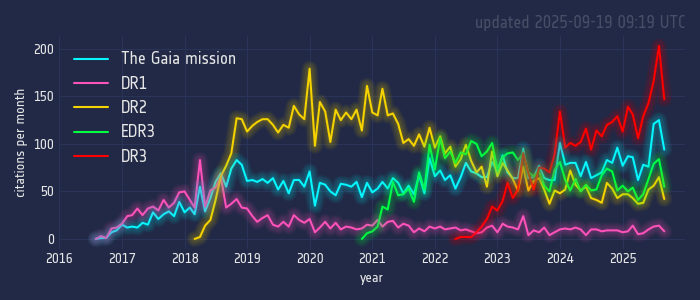 updated 2025-09-19 09:19 UTC
citations per month
200
150
100
50
0
The Gaia mission
DR1
DR2
EDR3
DR3
2016 2017 2018 2019 2020 2021 2022 2023 2024 2025
year